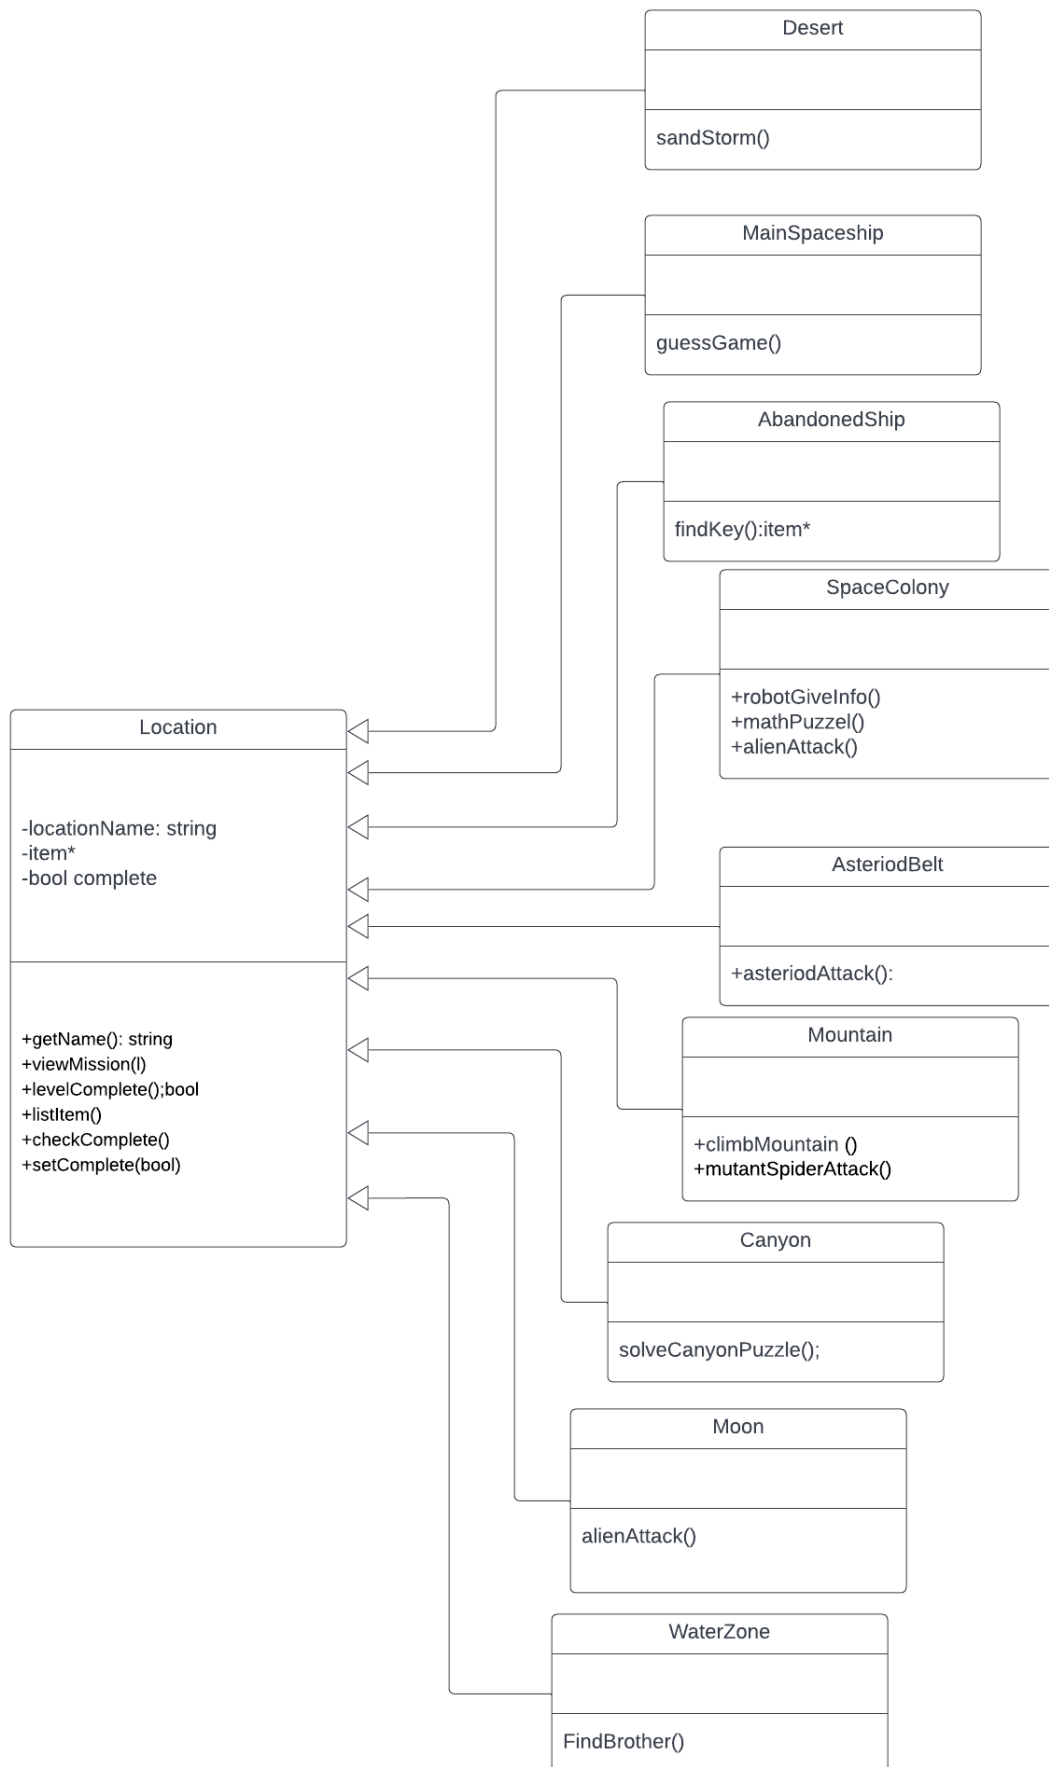 Desert
sandStorm()
MainSpaceship
guessGame()
AbandonedShip
findKey():item*
SpaceColony
+robotGiveInfo()
+mathPuzzel()
+alienAttack()
Location
-locationName: string
-item*
-bool complete
+getName(): string
+viewMission(l)
+levelComplete();bool
+listItem()
+checkComplete()
+setComplete(bool)
AsteriodBelt
+asteriodAttack():
Mountain
+climbMountain ()
+mutantSpiderAttack()
Canyon
solveCanyonPuzzle();
Moon
alienAttack()
WaterZone
FindBrother()